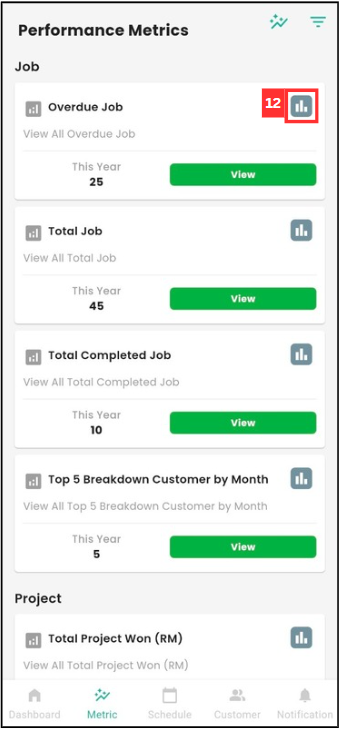 Performance Metrics
Job
12
Overdue Job
View All Overdue Job
This Year
25
View
Total Job
View All Total Job
This Year
45
View
Total Completed Job
View All Total Completed Job
This Year
10
View
Top 5 Breakdown Customer by Month
View All Top 5 Breakdown Customer by Month
This Year
5
View
Project
Total Project Won (RM)
View All Total Project Won (RM)
Dashboard Metric Schedule Customer Notification